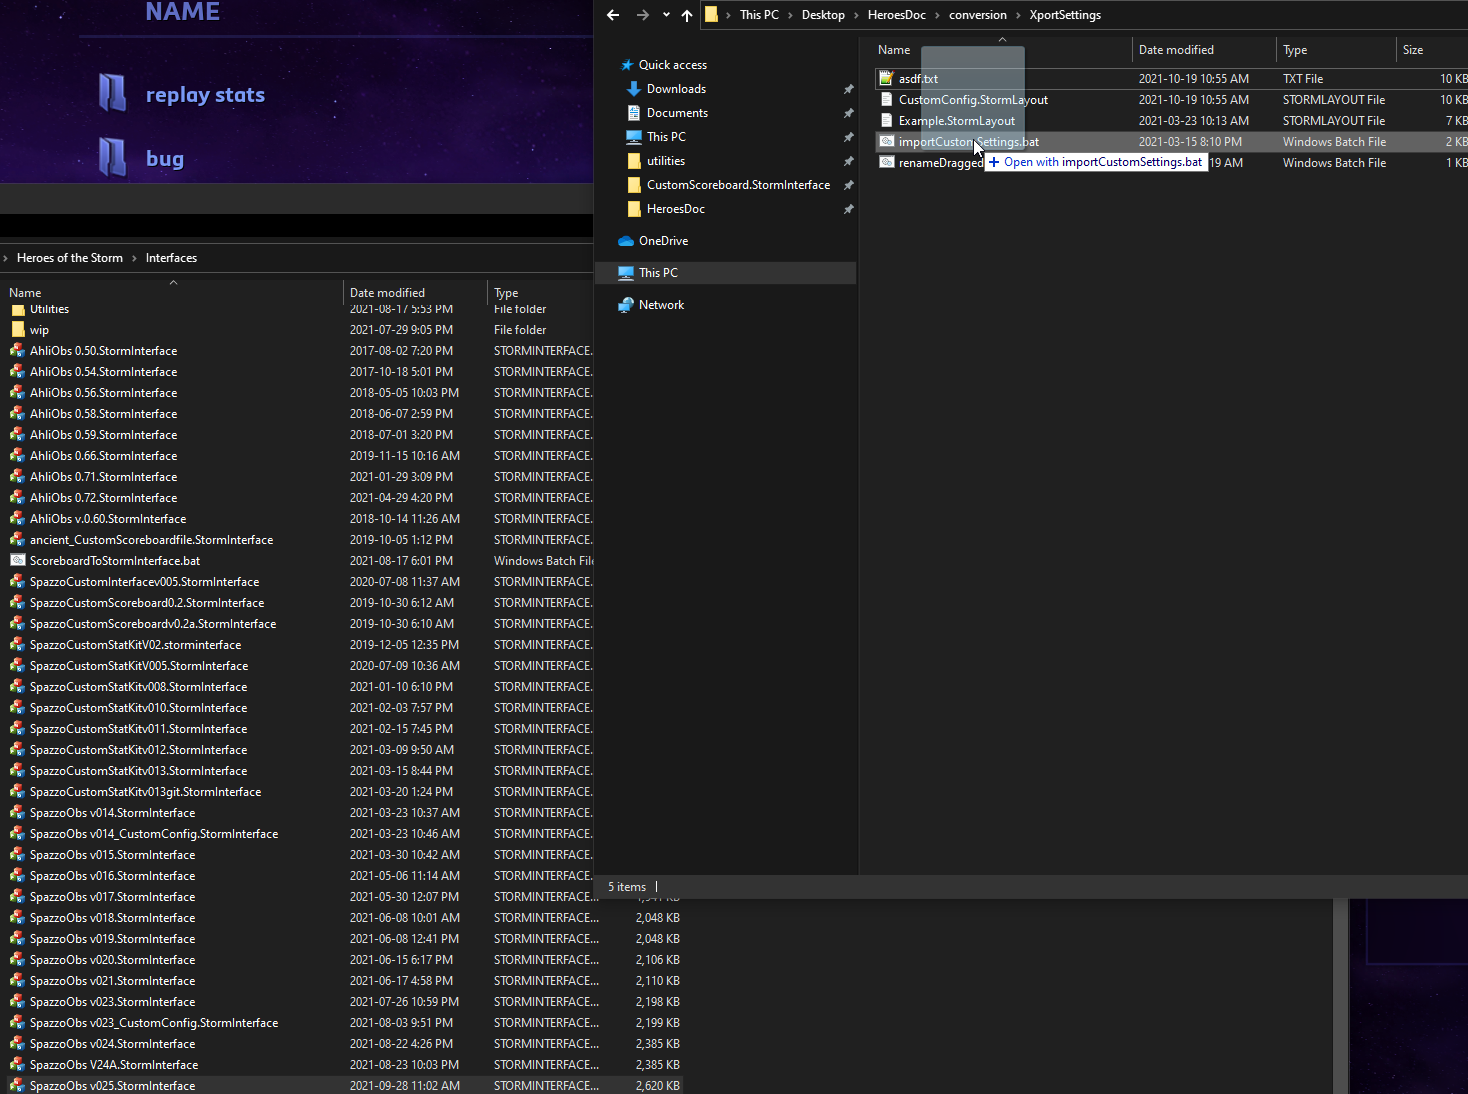 NAME
replay stats
bug
This PC > Desktop > HeroesDoc > conversion > XportSettings
Name Date modified Type Size
Quick access
Downloads
Documents
This PC
utilities
CustomScoreboard.StormInterface
HeroesDoc
OneDrive
This PC
Network
asdf.txt 2021-10-19 10:55 AM TXT File 10 KB
CustomConfig.StormLayout 2021-10-19 10:55 AM STORMLAYOUT File 10 KB
Example.StormLayout 2021-03-23 10:13 AM STORMLAYOUT File 7 KB
importCustomSettings.bat 2021-03-15 8:10 PM Windows Batch File 2 KB
renameDragged :19 AM Windows Batch File 1 KB
+ Open with importCustomSettings.bat
5 items
> Heroes of the Storm > Interfaces
Name Date modified Type
Utilities 2021-08-17 5:53 PM File folder
wip 2021-07-29 9:05 PM File folder
AhliObs 0.50.StormInterface 2017-08-02 7:20 PM STORMINTERFACE.
AhliObs 0.54.StormInterface 2017-10-18 5:01 PM STORMINTERFACE.
AhliObs 0.56.StormInterface 2018-05-05 10:03 PM STORMINTERFACE.
AhliObs 0.58.StormInterface 2018-06-07 2:59 PM STORMINTERFACE.
AhliObs 0.59.StormInterface 2018-07-01 3:20 PM STORMINTERFACE.
AhliObs 0.66.StormInterface 2019-11-15 10:16 AM STORMINTERFACE.
AhliObs 0.71.StormInterface 2021-01-29 3:09 PM STORMINTERFACE.
AhliObs 0.72.StormInterface 2021-04-29 4:20 PM STORMINTERFACE.
AhliObs v.0.60.StormInterface 2018-10-14 11:26 AM STORMINTERFACE.
ancient_CustomScoreboardfile.StormInterface 2019-10-05 1:12 PM STORMINTERFACE.
ScoreboardToStormInterface.bat 2021-08-17 6:01 PM Windows Batch File
SpazzoCustomInterfacev005.StormInterface 2020-07-08 11:37 AM STORMINTERFACE.
SpazzoCustomScoreboard0.2.StormInterface 2019-10-30 6:12 AM STORMINTERFACE.
SpazzoCustomScoreboardv0.2a.StormInterface 2019-10-30 6:10 AM STORMINTERFACE.
SpazzoCustomStatKitV02.storminterface 2019-12-05 12:35 PM STORMINTERFACE.
SpazzoCustomStatKitV005.StormInterface 2020-07-09 10:36 AM STORMINTERFACE.
SpazzoCustomStatKitv008.StormInterface 2021-01-10 6:10 PM STORMINTERFACE.
SpazzoCustomStatKitv010.StormInterface 2021-02-03 7:57 PM STORMINTERFACE.
SpazzoCustomStatKitv011.StormInterface 2021-02-15 7:45 PM STORMINTERFACE.
SpazzoCustomStatKitv012.StormInterface 2021-03-09 9:50 AM STORMINTERFACE.
SpazzoCustomStatKitv013.StormInterface 2021-03-15 8:44 PM STORMINTERFACE.
SpazzoCustomStatKitv013git.StormInterface 2021-03-20 1:24 PM STORMINTERFACE.
SpazzoObs v014.StormInterface 2021-03-23 10:37 AM STORMINTERFACE.
SpazzoObs v014_CustomConfig.StormInterface 2021-03-23 10:46 AM STORMINTERFACE.
SpazzoObs v015.StormInterface 2021-03-30 10:42 AM STORMINTERFACE.
SpazzoObs v016.StormInterface 2021-05-06 11:14 AM STORMINTERFACE.
SpazzoObs v017.StormInterface 2021-05-30 12:07 PM STORMINTERFACE.
SpazzoObs v018.StormInterface 2021-06-08 10:01 AM STORMINTERFACE... 2,048 KB
SpazzoObs v019.StormInterface 2021-06-08 12:41 PM STORMINTERFACE... 2,048 KB
SpazzoObs v020.StormInterface 2021-06-15 6:17 PM STORMINTERFACE... 2,106 KB
SpazzoObs v021.StormInterface 2021-06-17 4:58 PM STORMINTERFACE... 2,110 KB
SpazzoObs v023.StormInterface 2021-07-26 10:59 PM STORMINTERFACE... 2,198 KB
SpazzoObs v023_CustomConfig.StormInterface 2021-08-03 9:51 PM STORMINTERFACE... 2,199 KB
SpazzoObs v024.StormInterface 2021-08-22 4:26 PM STORMINTERFACE... 2,385 KB
SpazzoObs V24A.StormInterface 2021-08-23 10:03 PM STORMINTERFACE... 2,385 KB
SpazzoObs v025.StormInterface 2021-09-28 11:02 AM STORMINTERFACE... 2,620 KB